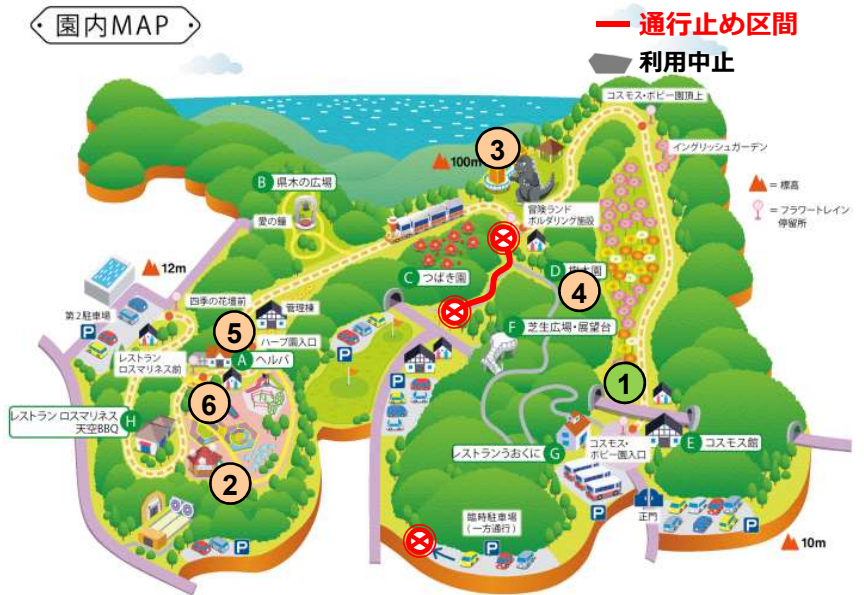 園内MAP
通行止め区間
利用中止
コスモス・ポピー園頂上
イングリッシュガーデン
3
100m
B 県木の広場
= 標高
愛の鐘
冒険ランド
ボルダリング施設
= フラワートレイン
停留所
12m
C つばき園
D
4
四季の花壇前
管理棟
第2駐車場
P
5
ハーブ園入口
F 芝生広場・展望台
P
レストラン
ロスマリネス前
A ヘルバ
1
P
6
レストラン ロスマリネス
天空BBQ
H
レストランうおくに
G
コスモス・
ポピー園入口
E コスモス館
2
P
正門
臨時駐車場
(一方通行)
P
P
P
10m